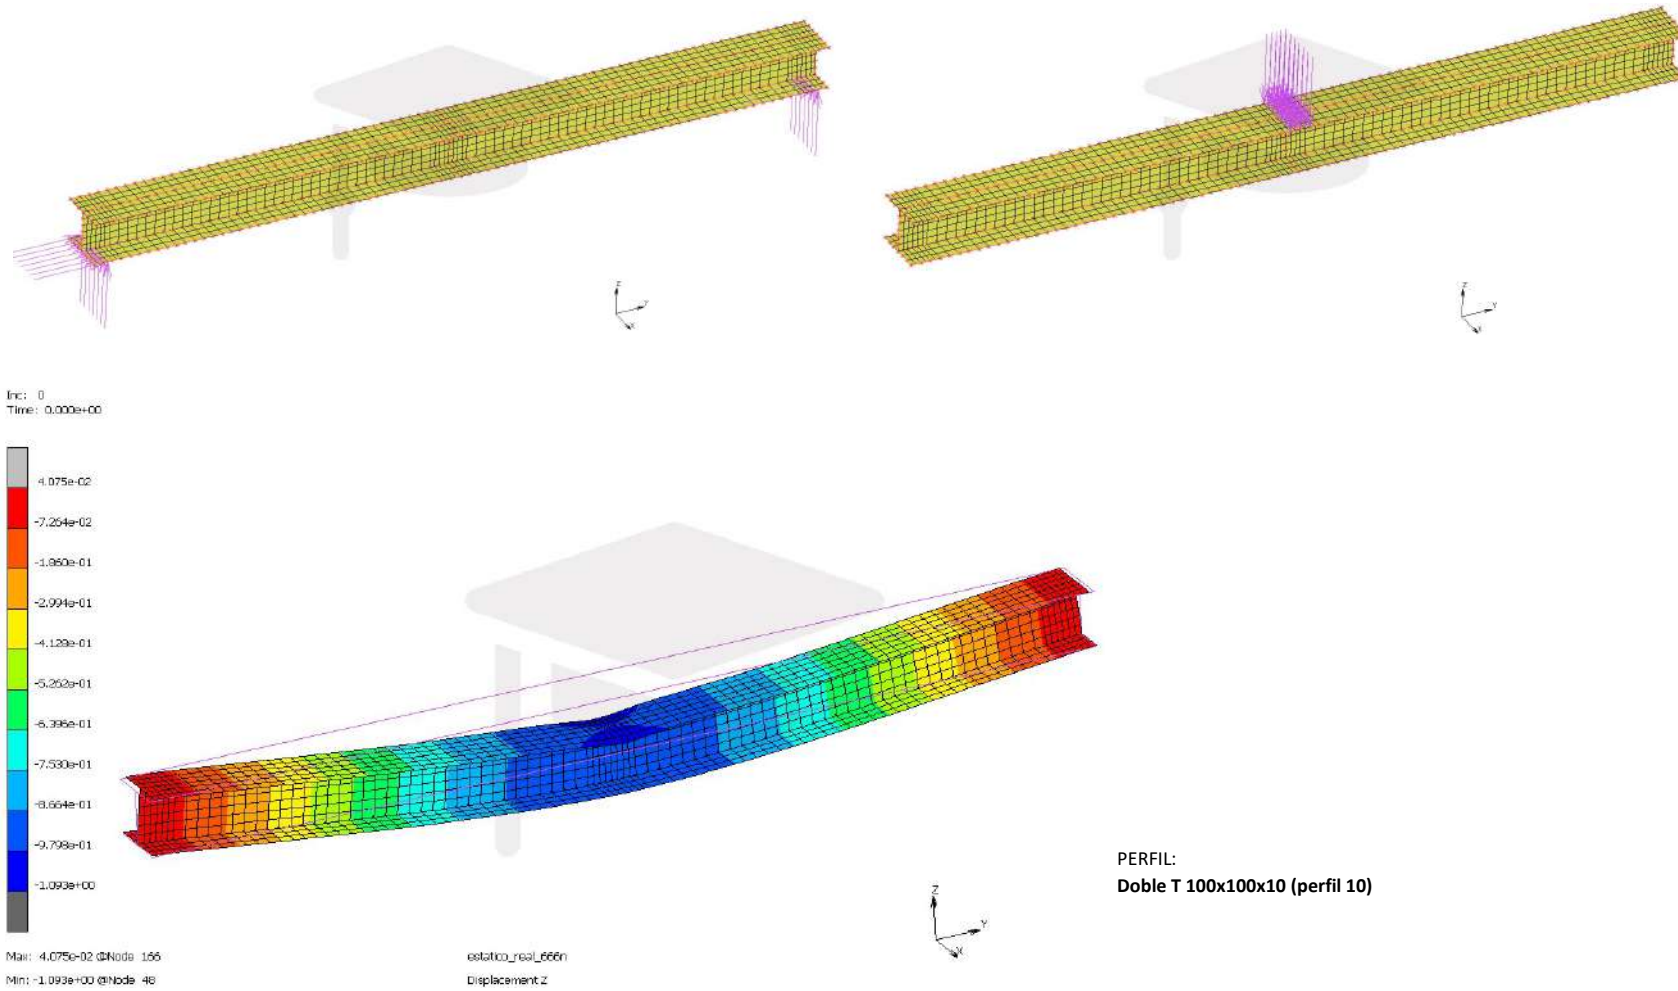 Z
Y
X
Z
Y
X
Inc: 0
Time: 0.000e+00
4.075e-02
-7.264e-02
-1.860e-01
-2.994e-01
-4.128e-01
-5.262e-01
-6.396e-01
-7.530e-01
-8.664e-01
-9.798e-01
-1.093e+00
PERFIL:
Doble T 100x100x10 (perfil 10)
Z
Y
X
Max: 4.075e-02 @Node 166
estatico_real_666n
Min: -1.093e+00 @Node 48
Displacement Z